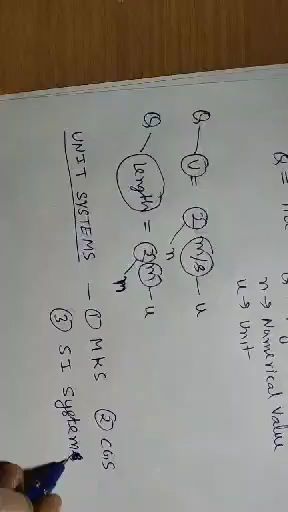 Q =
n → Numerical Value
u → Unit
Q
V = 2 m/s - u
n
Q
Length = 2 m - u
n
UNIT SYSTEMS - ① MKS ② CGS
③ SI System